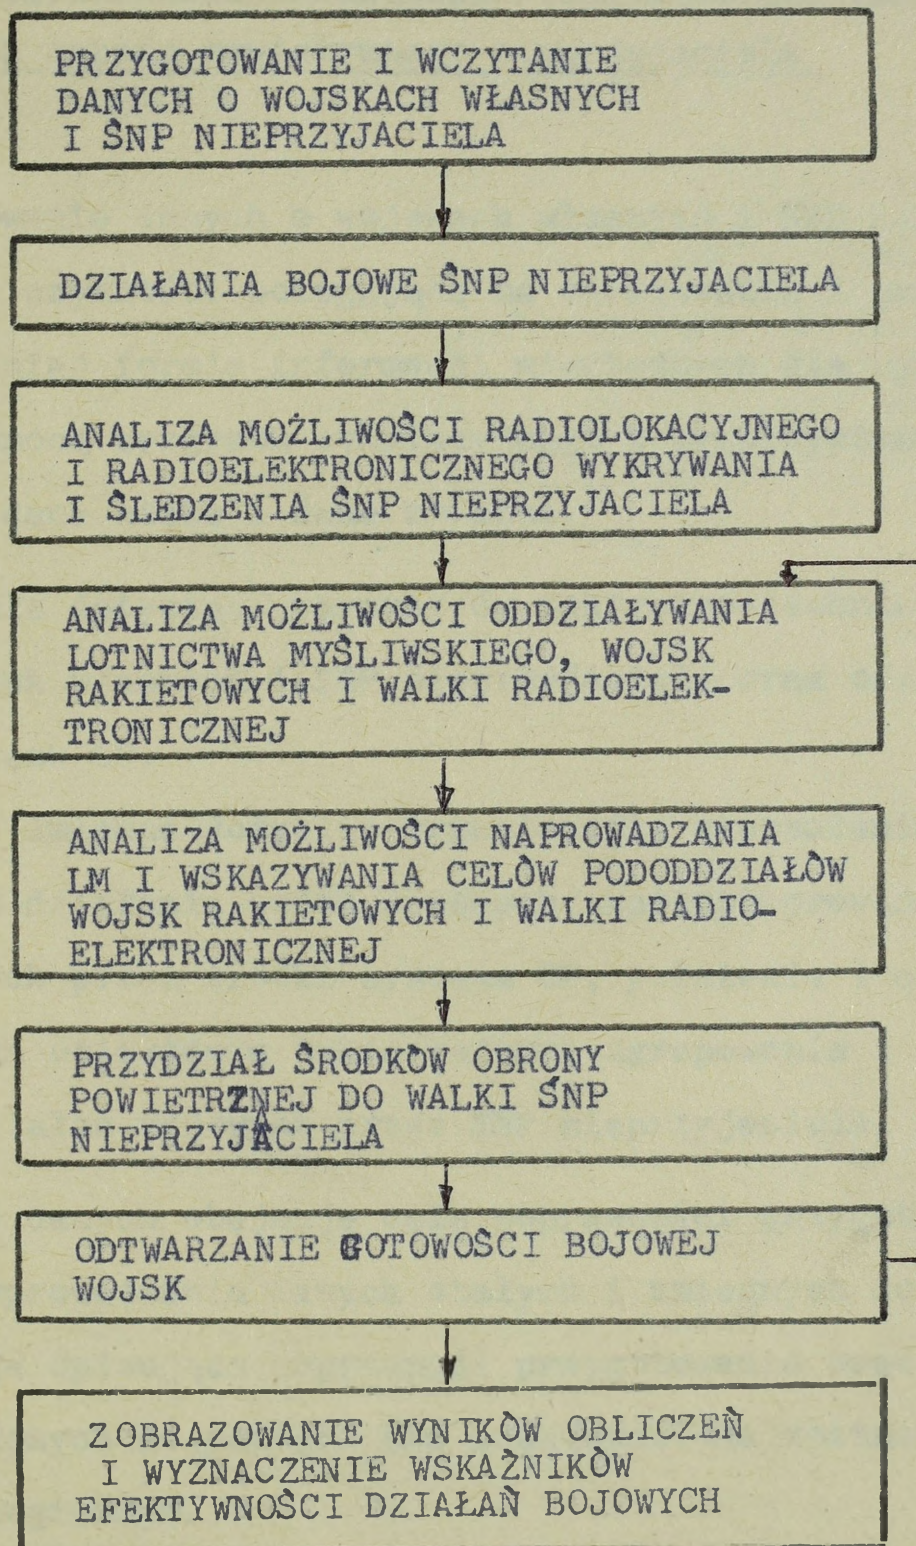 PRZYGOTOWANIE I WCZYTANIE
DANYCH O WOJSKACH WŁASNYCH
I ŚNP NIEPRZYJACIELA
DZIAŁANIA BOJOWE ŚNP NIEPRZYJACIELA
ANALIZA MOŻLIWOŚCI RADIOLOKACYJNEGO
I RADIOELEKTRONICZNEGO WYKRYWANIA
I ŚLEDZENIA ŚNP NIEPRZYJACIELA
ANALIZA MOŻLIWOŚCI ODDZIAŁYWANIA
LOTNICTWA MYŚLIWSKIEGO, WOJSK
RAKIETOWYCH I WALKI RADIOELEK-
TRONICZNEJ
ANALIZA MOŻLIWOŚCI NAPROWADZANIA
LM I WSKAZYWANIA CELÓW PODODDZIAŁÓW
WOJSK RAKIETOWYCH I WALKI RADIO-
ELEKTRONICZNEJ
PRZYDZIAŁ ŚRODKÓW OBRONY
POWIETRZNEJ DO WALKI ŚNP
NIEPRZYJACIELA
ODTWARZANIE GOTOWOŚCI BOJOWEJ
WOJSK
ZOBRAZOWANIE WYNIKÓW OBLICZEŃ
I WYZNACZENIE WSKAŹNIKÓW
EFEKTYWNOŚCI DZIAŁAŃ BOJOWYCH